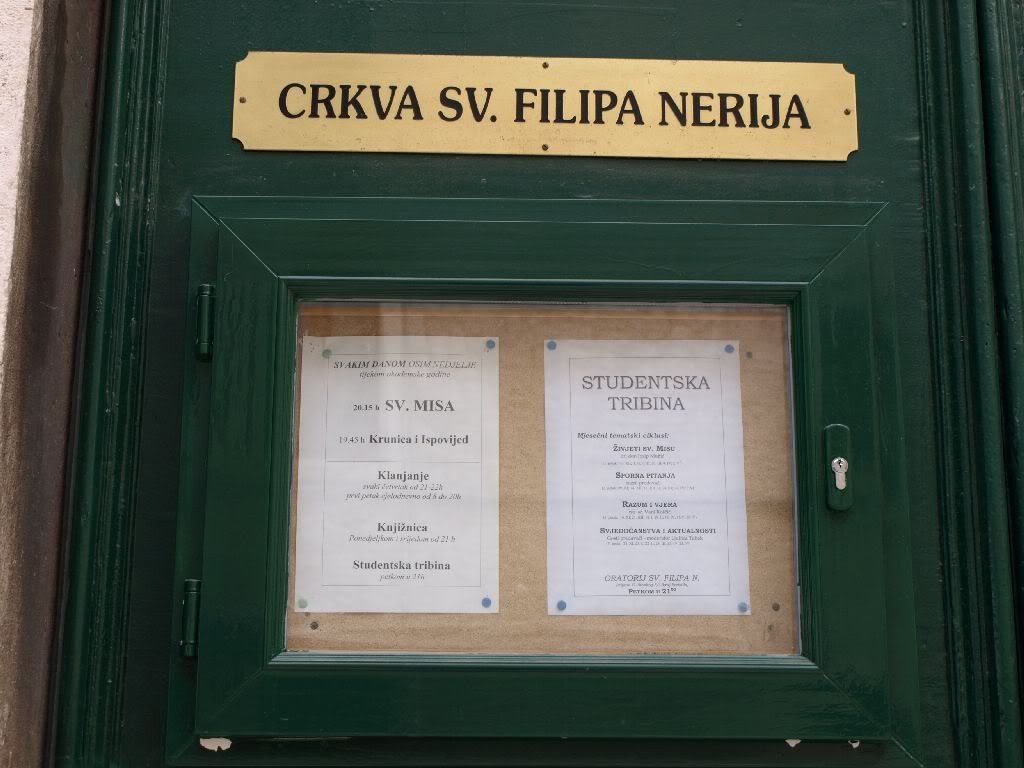 CRKVA SV. FILIPA NERIJA
SVAKIM DANOM OSIM NEDJELJE
tijekom akademske godine
20.15 h SV. MISA
19.45 h Krunica i Ispovijed
Klanjanje
svaki četvrtak od 21-22h
prvi petak cjelodnevno od 8 do 20h
Knjižnica
Ponedjeljkom i srijedom od 21 h
Studentska tribina
petkom u 21h
STUDENTSKA
TRIBINA
Mjesečni tematski ciklusi:
ŽIVJETI SV. MISU
SPORNA PITANJA
RAZUM I VJERA
SVJEDOČANSTVA I AKTUALNOSTI
ORATORIJ SV. FILIPA N.
PETKOM U 21⁰⁰